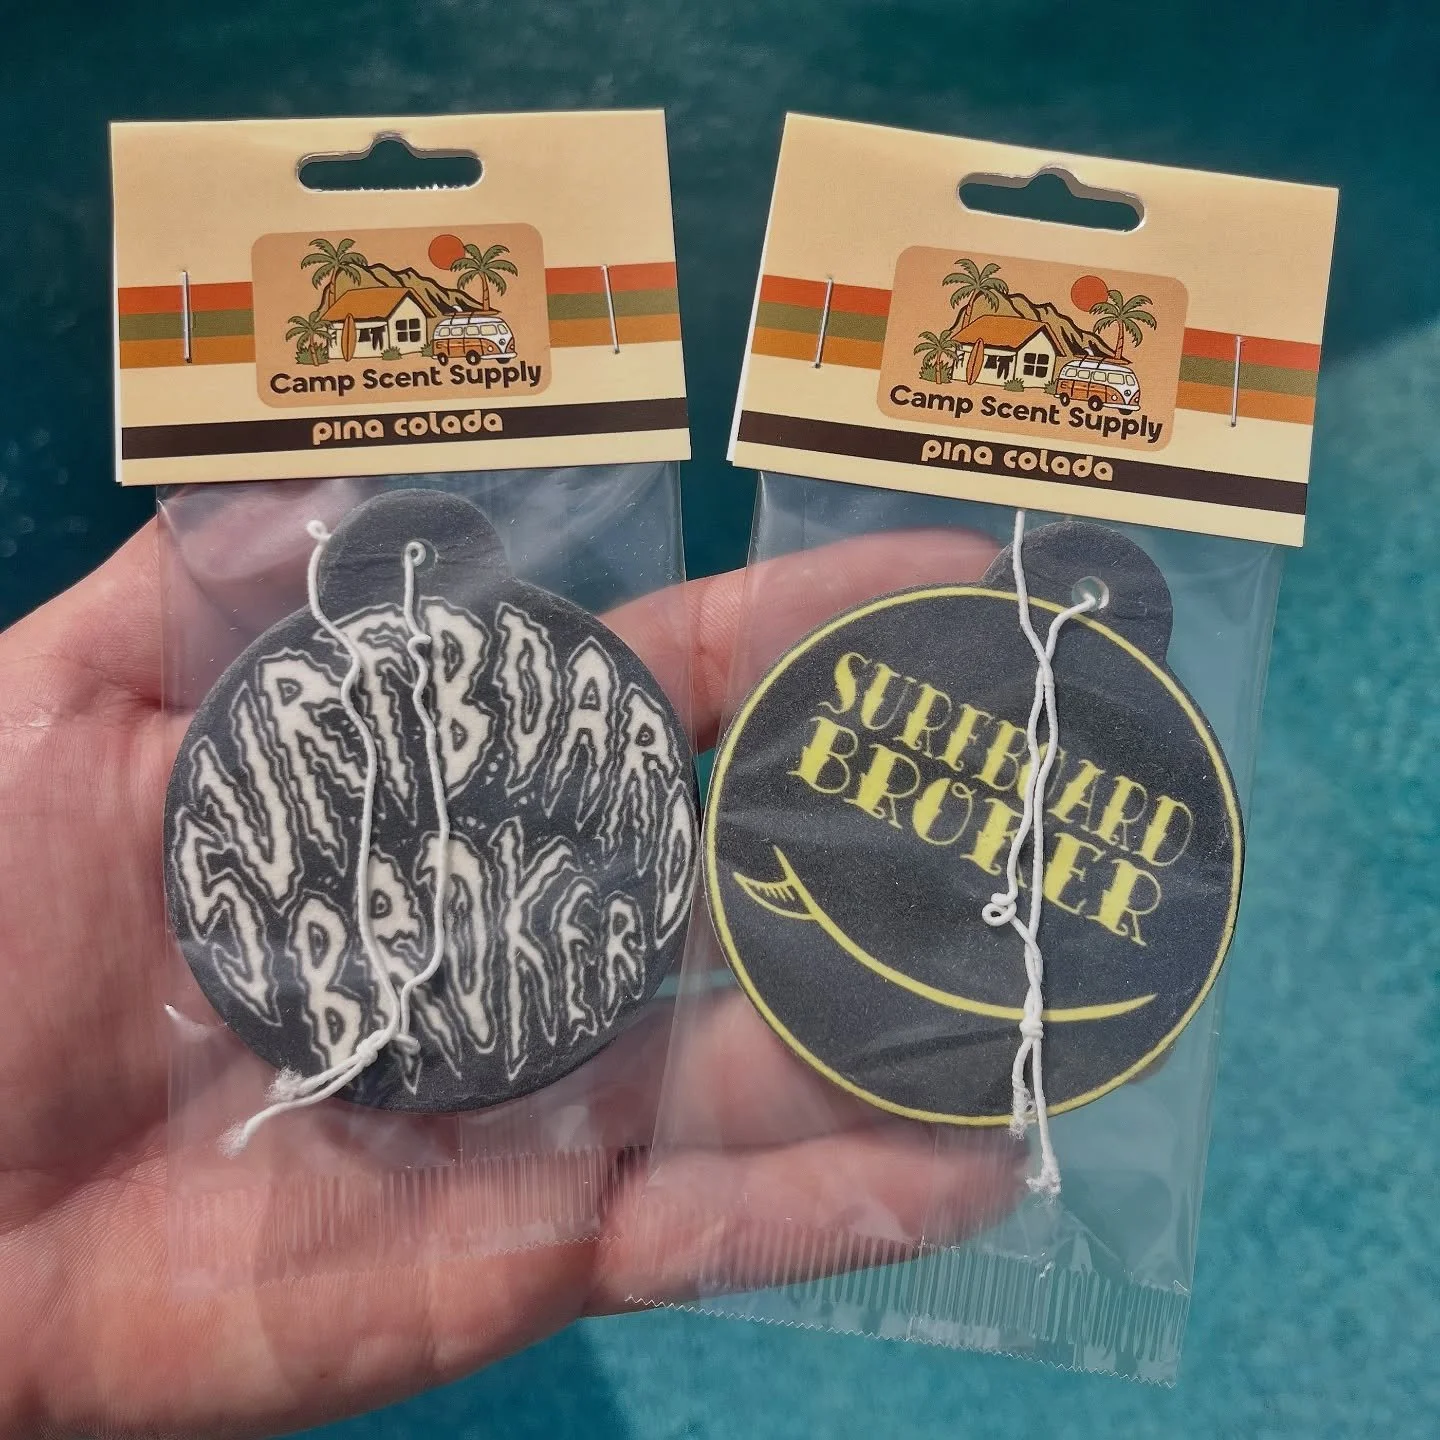 Camp Scent Supply
pina colada
SURFBOARD
BROKER
Camp Scent Supply
pina colada
SURFBOARD
BROKER